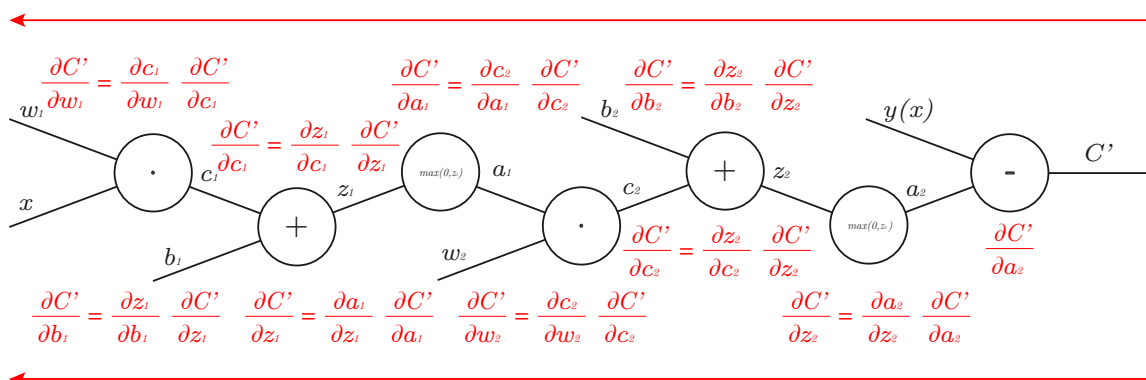 ∂C'/∂w₁ = ∂c₁/∂w₁ ∂C'/∂c₁
∂C'/∂a₁ = ∂c₂/∂a₁ ∂C'/∂c₂
∂C'/∂b₂ = ∂z₂/∂b₂ ∂C'/∂z₂
w₁
b₂
y(x)
∂C'/∂c₁ = ∂z₁/∂c₁ ∂C'/∂z₁
C'
·
c₁
max(0,z₁)
a₁
+
z₂
-
x
z₁
c₂
a₂
+
·
max(0,z₂)
b₁
w₂
∂C'/∂c₂ = ∂z₂/∂c₂ ∂C'/∂z₂
∂C'/∂a₂
∂C'/∂b₁ = ∂z₁/∂b₁ ∂C'/∂z₁
∂C'/∂z₁ = ∂a₁/∂z₁ ∂C'/∂a₁
∂C'/∂w₂ = ∂c₂/∂w₂ ∂C'/∂c₂
∂C'/∂z₂ = ∂a₂/∂z₂ ∂C'/∂a₂